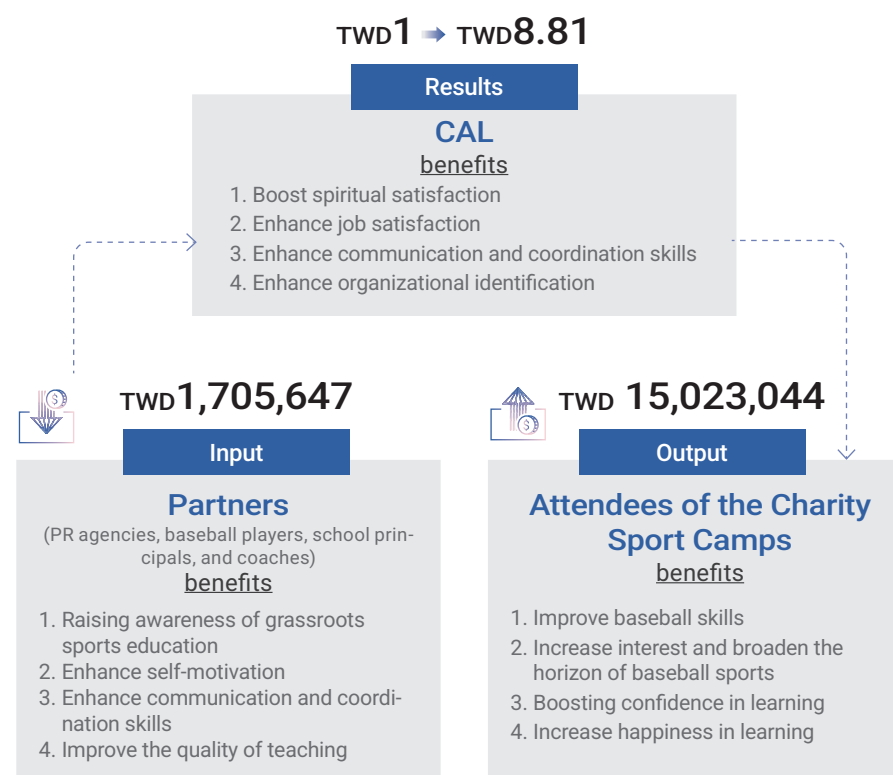 TWD1 → TWD8.81
Results
CAL
benefits
1. Boost spiritual satisfaction
2. Enhance job satisfaction
3. Enhance communication and coordination skills
4. Enhance organizational identification
TWD1,705,647
Input
Partners
(PR agencies, baseball players, school prin-
cipals, and coaches)
benefits
1. Raising awareness of grassroots
sports education
2. Enhance self-motivation
3. Enhance communication and coordi-
nation skills
4. Improve the quality of teaching
TWD 15,023,044
Output
Attendees of the Charity
Sport Camps
benefits
1. Improve baseball skills
2. Increase interest and broaden the
horizon of baseball sports
3. Boosting confidence in learning
4. Increase happiness in learning